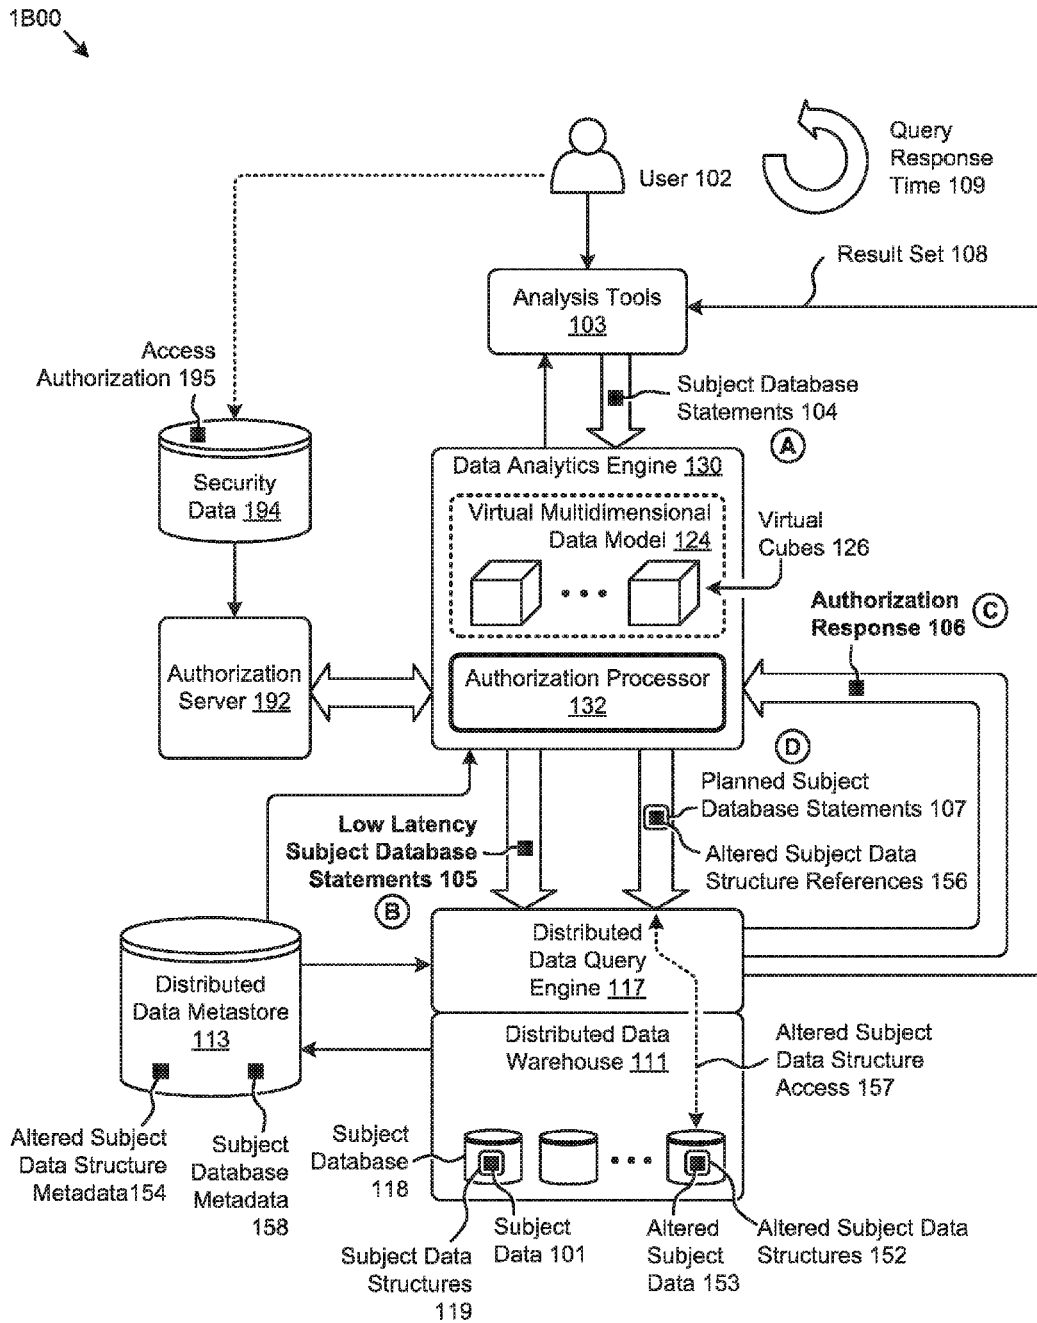 1B00
User 102
Query
Response
Time 109
Result Set 108
Analysis Tools
103
Access
Authorization 195
Subject Database
Statements 104
A
Security
Data 194
Data Analytics Engine 130
Virtual Multidimensional
Data Model 124
Virtual
Cubes 126
Authorization
Response 106
C
Authorization
Server 192
Authorization Processor
132
D
Planned Subject
Database Statements 107
Low Latency
Subject Database
Statements 105
B
Altered Subject Data
Structure References 156
Distributed
Data Metastore
113
Distributed
Data Query
Engine 117
Distributed Data
Warehouse 111
Altered Subject
Data Structure
Access 157
Altered Subject
Data Structure
Metadata154
Subject
Database
Metadata
158
Subject
Database
118
Subject Data
Structures
119
Subject
Data 101
Altered
Subject
Data 153
Altered Subject Data
Structures 152